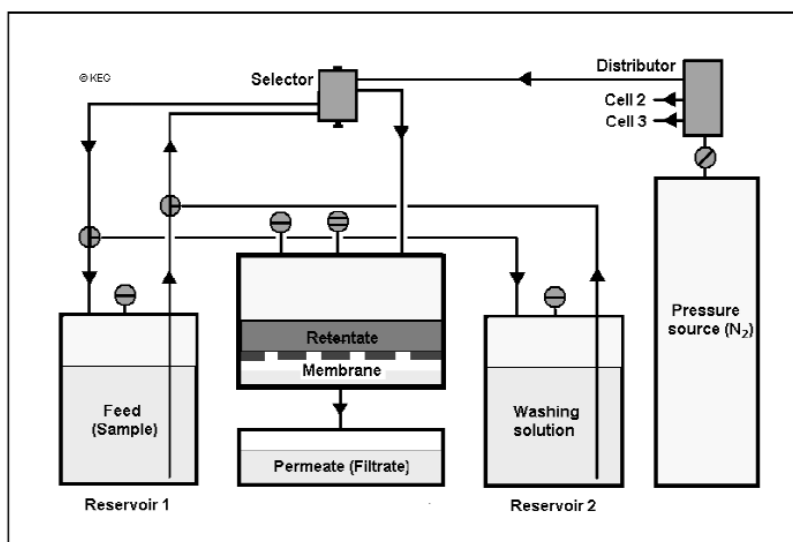 © KEG
Selector
Distributor
Cell 2
Cell 3
Pressure
source (N₂)
Retentate
Membrane
Feed
(Sample)
Washing
solution
Permeate (Filtrate)
Reservoir 1
Reservoir 2